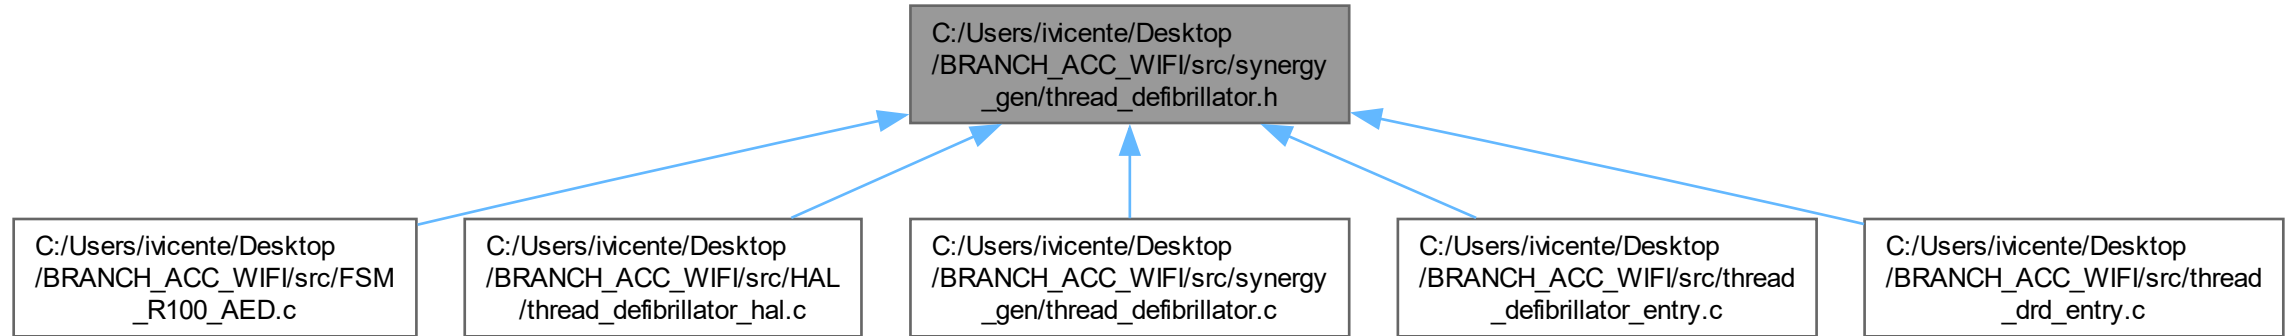 C:/Users/ivicente/Desktop
/BRANCH_ACC_WIFI/src/synergy
_gen/thread_defibrillator.h
C:/Users/ivicente/Desktop
/BRANCH_ACC_WIFI/src/FSM
_R100_AED.c
C:/Users/ivicente/Desktop
/BRANCH_ACC_WIFI/src/HAL
/thread_defibrillator_hal.c
C:/Users/ivicente/Desktop
/BRANCH_ACC_WIFI/src/synergy
_gen/thread_defibrillator.c
C:/Users/ivicente/Desktop
/BRANCH_ACC_WIFI/src/thread
_defibrillator_entry.c
C:/Users/ivicente/Desktop
/BRANCH_ACC_WIFI/src/thread
_drd_entry.c